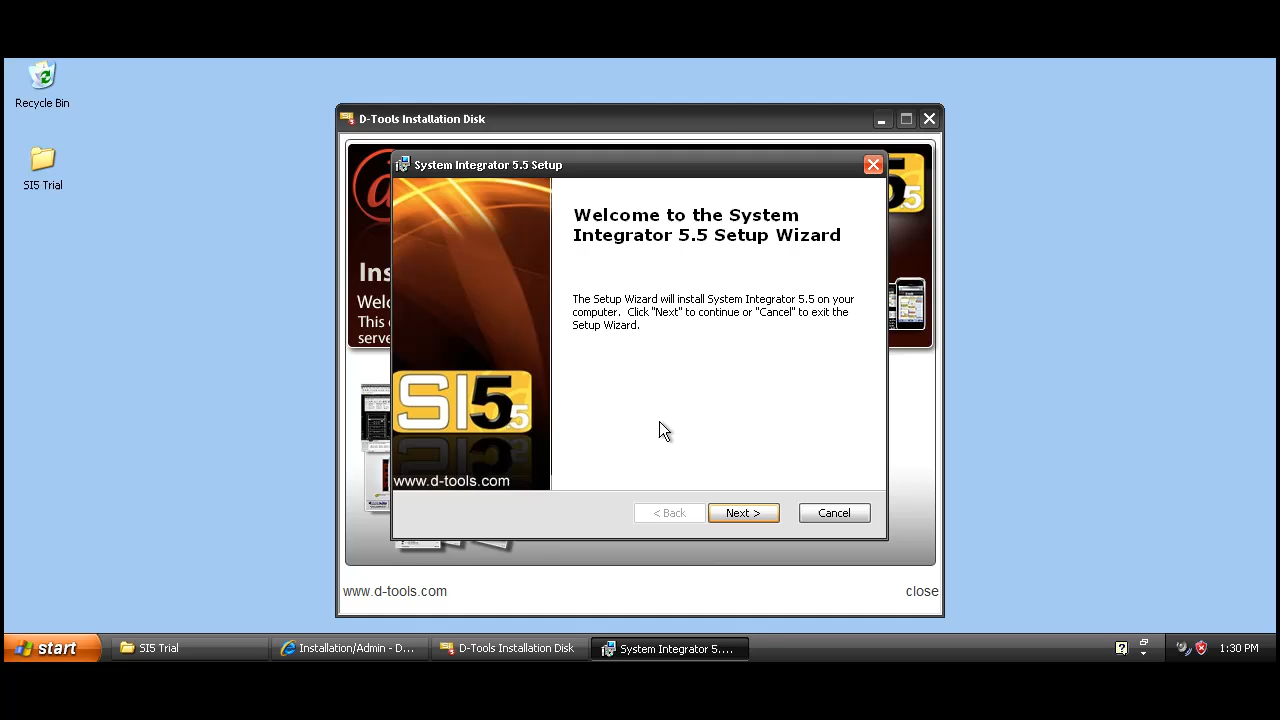 Recycle Bin
SI5 Trial
D-Tools Installation Disk
System Integrator 5.5 Setup
Ins
Welc
This
serve
5.5
Welcome to the System
Integrator 5.5 Setup Wizard
The Setup Wizard will install System Integrator 5.5 on your
computer. Click "Next" to continue or "Cancel" to exit the
Setup Wizard.
SI5.5
www.d-tools.com
< Back
Next >
Cancel
www.d-tools.com
close
start
SI5 Trial
Installation/Admin - D...
D-Tools Installation Disk
System Integrator 5....
1:30 PM